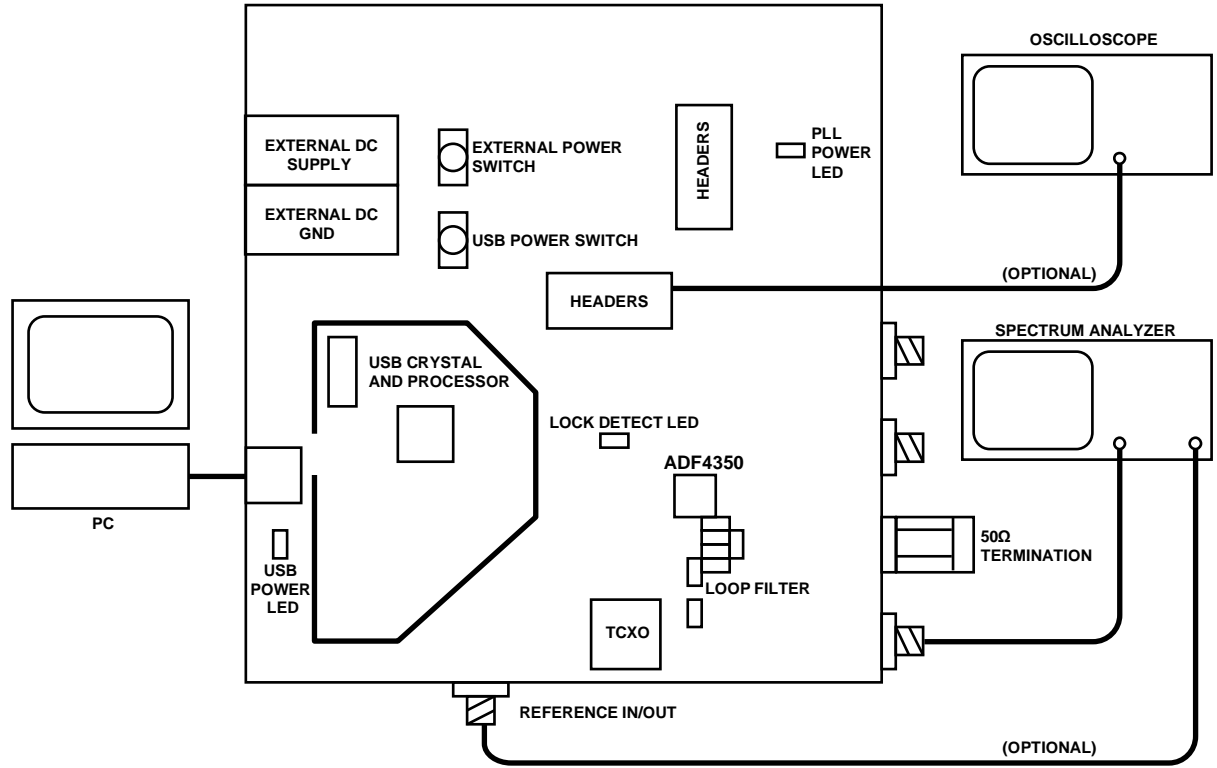 OSCILLOSCOPE
EXTERNAL DC
SUPPLY
EXTERNAL POWER
SWITCH
HEADERS
PLL
POWER
LED
EXTERNAL DC
GND
USB POWER SWITCH
(OPTIONAL)
HEADERS
SPECTRUM ANALYZER
USB CRYSTAL
AND PROCESSOR
LOCK DETECT LED
ADF4350
PC
50Ω
TERMINATION
USB
POWER
LED
LOOP FILTER
TCXO
REFERENCE IN/OUT
(OPTIONAL)